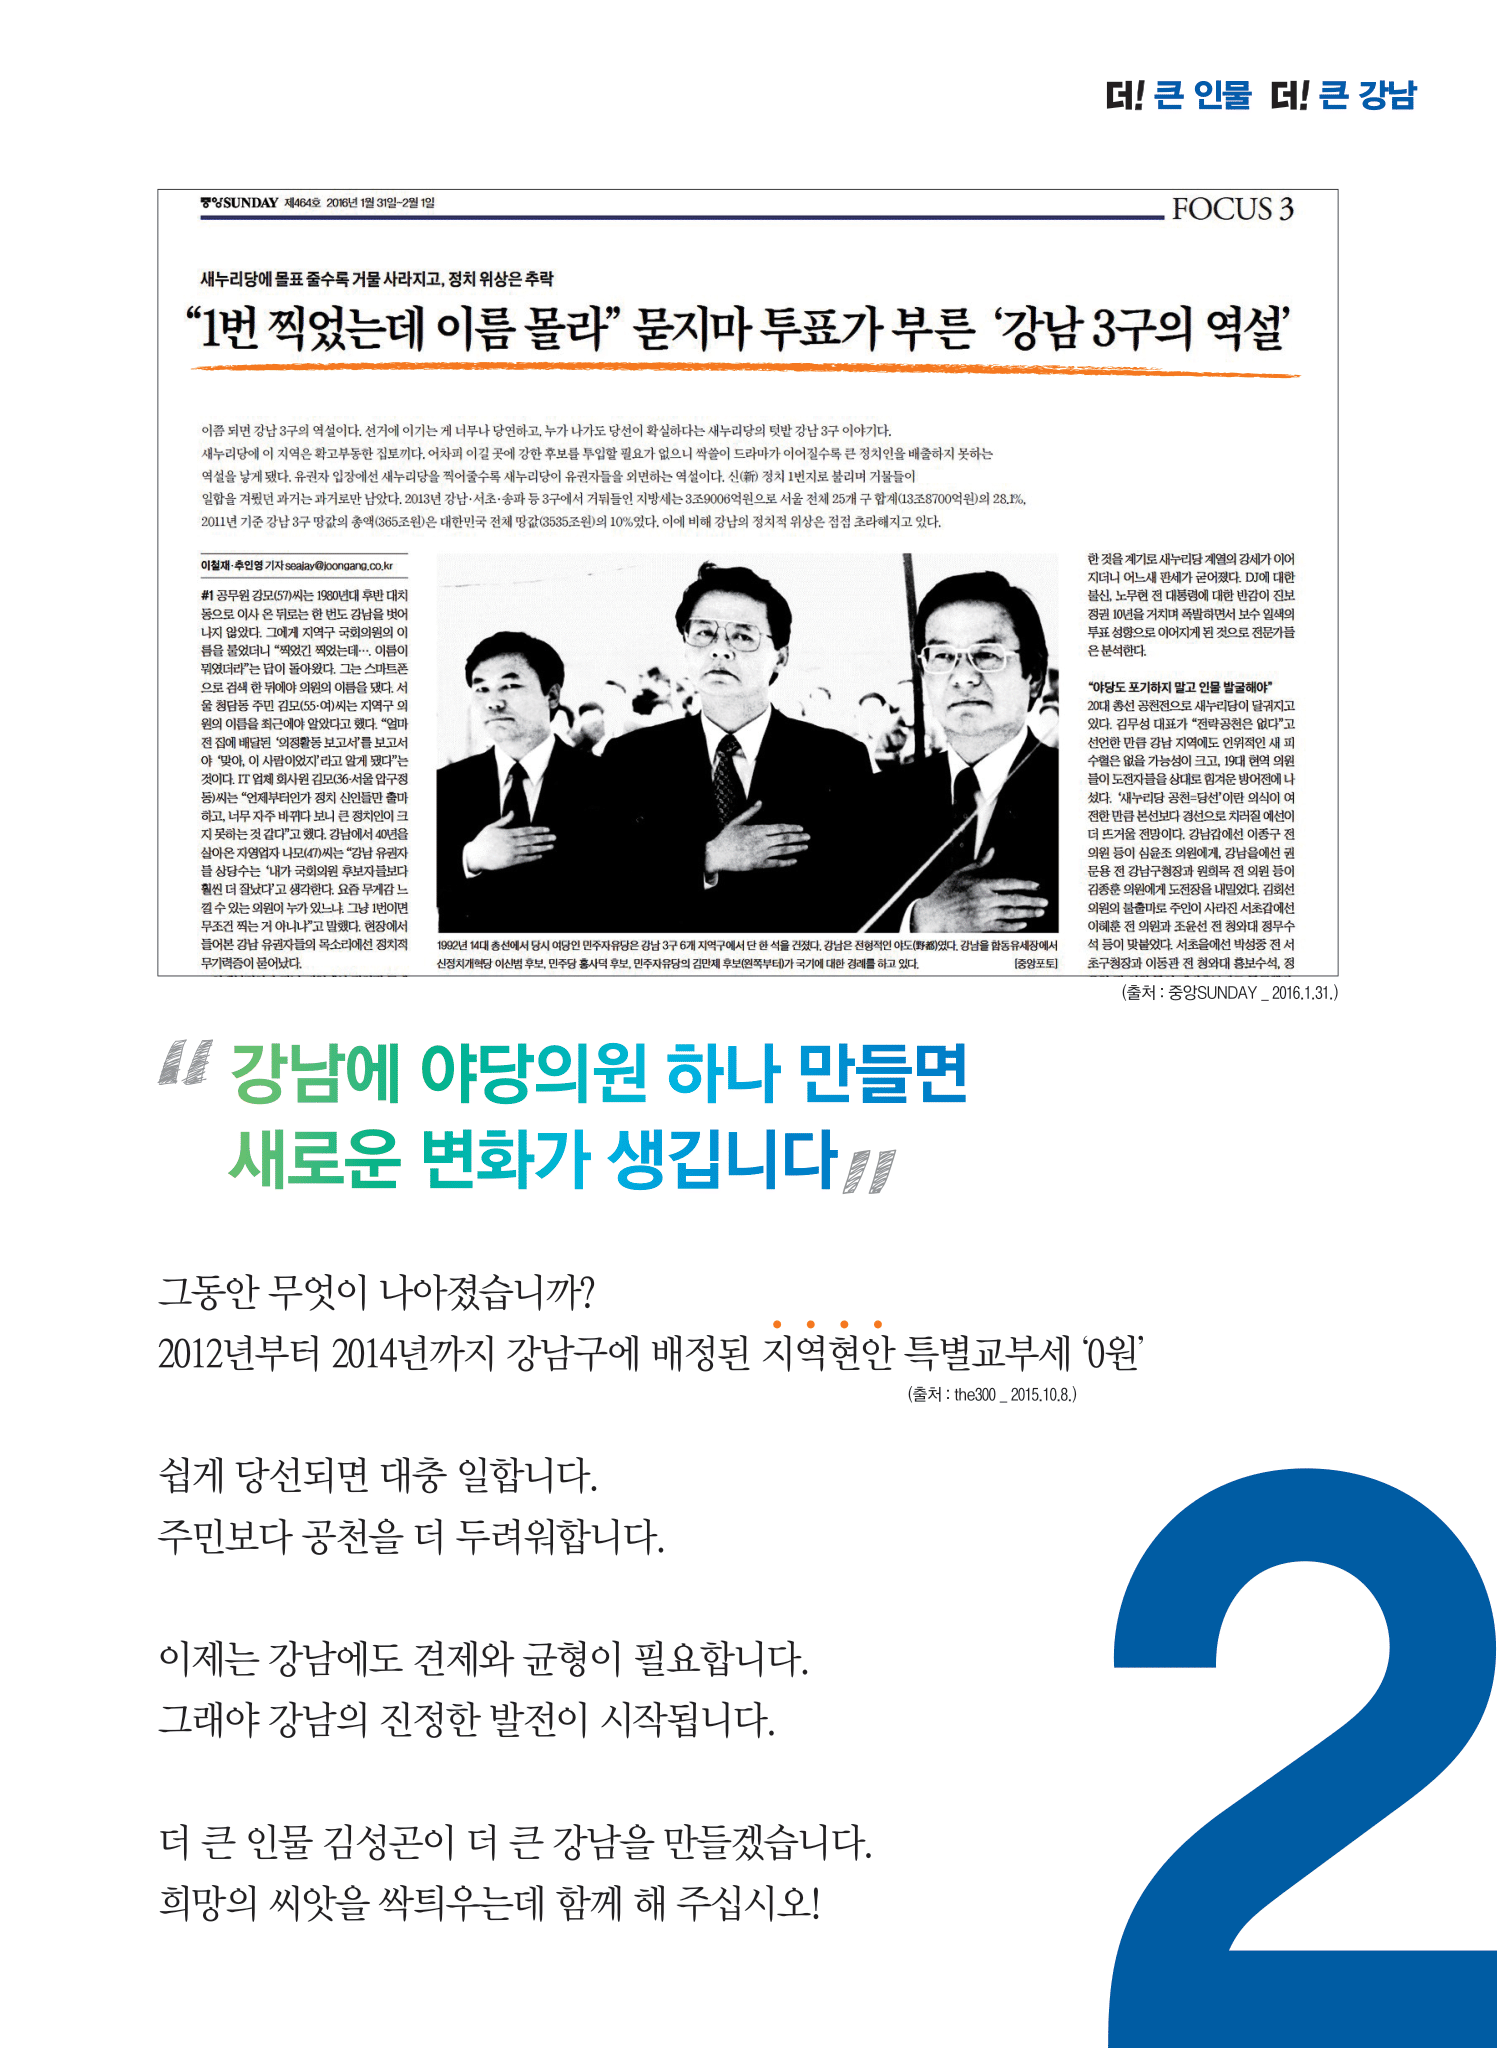 더! 큰 인물 더! 큰 강남
중앙SUNDAY 제464호 2016년 1월 31일~2월 1일
FOCUS 3
새누리당에 몰표 줄수록 거물 사라지고, 정치 위상은 추락
“1번 찍었는데 이름 몰라” 묻지마 투표가 부른 ‘강남 3구의 역설’
이쯤 되면 강남 3구의 역설이다. 선거에 이기는 게 너무나 당연하고, 누가 나가도 당선이 확실하다는 새누리당의 텃밭 강남 3구 이야기다.
새누리당에 이 지역은 확고부동한 집토끼다. 어차피 이길 곳에 강한 후보를 투입할 필요가 없으니 싹쓸이 드라마가 이어질수록 큰 정치인을 배출하지 못하는
역설을 낳게 됐다. 유권자 입장에선 새누리당을 찍어줄수록 새누리당이 유권자들을 외면하는 역설이다. 신(新) 정치 1번지로 불리며 거물들이
일합을 겨뤘던 과거는 과거로만 남았다. 2013년 강남·서초·송파 등 3구에서 거둬들인 지방세는 3조9006억원으로 서울 전체 25개 구 합계(13조8700억원)의 28.1%,
2011년 기준 강남 3구 땅값의 총액(365조원)은 대한민국 전체 땅값(3535조원)의 10%였다. 이에 비해 강남의 정치적 위상은 점점 초라해지고 있다.
이철재·추인영 기자 seajay@joongang.co.kr
#1 공무원 강모(57)씨는 1980년대 후반 대치
동으로 이사 온 뒤로는 한 번도 강남을 벗어
나지 않았다. 그에게 지역구 국회의원의 이
름을 물었더니 “찍었긴 찍었는데…. 이름이
뭐였더라”는 답이 돌아왔다. 그는 스마트폰
으로 검색 한 뒤에야 의원의 이름을 댔다. 서
울 청담동 주민 김모(55·여)씨는 지역구 의
원의 이름을 최근에야 알았다고 했다. “얼마
전 집에 배달된 ‘의정활동 보고서’를 보고서
야 ‘맞아, 이 사람이었지’라고 알게 됐다”는
것이다. IT 업체 회사원 김모(36·서울 압구정
동)씨는 “언제부터인가 정치 신인들만 출마
하고, 너무 자주 바뀌다 보니 큰 정치인이 크
지 못하는 것 같다”고 했다. 강남에서 40년을
살아온 자영업자 나모(47)씨는 “강남 유권자
들 상당수는 ‘내가 국회의원 후보자들보다
훨씬 더 잘났다’고 생각한다. 요즘 무게감 느
낄 수 있는 의원이 누가 있느냐. 그냥 1번이면
무조건 찍는 거 아니냐”고 말했다. 현장에서
들어본 강남 유권자들의 목소리에선 정치적
무기력증이 묻어났다.
1992년 14대 총선에서 당시 여당인 민주자유당은 강남 3구 6개 지역구에서 단 한 석을 건졌다. 강남은 전형적인 야도(野都)였다. 강남을 합동유세장에서
신정치개혁당 이신범 후보, 민주당 홍사덕 후보, 민주자유당의 김만제 후보(왼쪽부터)가 국기에 대한 경례를 하고 있다. [중앙포토]
한 것을 계기로 새누리당 계열의 강세가 이어
지더니 어느새 판세가 굳어졌다. DJ에 대한
불신, 노무현 전 대통령에 대한 반감이 진보
정권 10년을 거치며 폭발하면서 보수 일색의
투표 성향으로 이어지게 된 것으로 전문가들
은 분석한다.
“야당도 포기하지 말고 인물 발굴해야”
20대 총선 공천전으로 새누리당이 달궈지고
있다. 김무성 대표가 “전략공천은 없다”고
선언한 만큼 강남 지역에도 인위적인 새 피
수혈은 없을 가능성이 크고, 19대 현역 의원
들이 도전자들을 상대로 힘겨운 방어전에 나
섰다. ‘새누리당 공천=당선’이란 의식이 여
전한 만큼 본선보다 경선으로 치러질 예선이
더 뜨거울 전망이다. 강남갑에선 이종구 전
의원 등이 심윤조 의원에게, 강남을에선 권
문용 전 강남구청장과 원희목 전 의원 등이
김종훈 의원에게 도전장을 내밀었다. 김회선
의원의 불출마로 주인이 사라진 서초갑에선
이혜훈 전 의원과 조윤선 전 청와대 정무수
석 등이 맞붙었다. 서초을에선 박성중 전 서
초구청장과 이동관 전 청와대 홍보수석, 정
(출처 : 중앙SUNDAY _ 2016.1.31.)
“강남에 야당의원 하나 만들면
새로운 변화가 생깁니다”
그동안 무엇이 나아졌습니까?
2012년부터 2014년까지 강남구에 배정된 지역현안 특별교부세 ‘0원’
(출처 : the300 _ 2015.10.8.)
쉽게 당선되면 대충 일합니다.
주민보다 공천을 더 두려워합니다.
이제는 강남에도 견제와 균형이 필요합니다.
그래야 강남의 진정한 발전이 시작됩니다.
더 큰 인물 김성곤이 더 큰 강남을 만들겠습니다.
희망의 씨앗을 싹틔우는데 함께 해 주십시오!
2